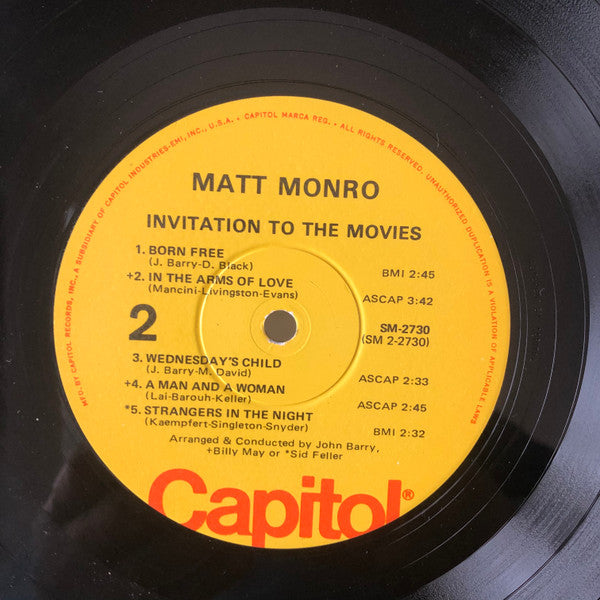 MFG. BY CAPITOL RECORDS, INC., A SUBSIDIARY OF CAPITOL INDUSTRIES-EMI, INC., U.S.A. • CAPITOL MARCA REG. • ALL RIGHTS RESERVED. UNAUTHORIZED DUPLICATION IS A VIOLATION OF APPLICABLE LAWS
MATT MONRO
INVITATION TO THE MOVIES
1. BORN FREE
(J. Barry-D. Black) BMI 2:45
+2. IN THE ARMS OF LOVE
(Mancini-Livingston-Evans) ASCAP 3:42
2
SM-2730
(SM 2-2730)
3. WEDNESDAY'S CHILD
(J. Barry-M. David) ASCAP 2:33
+4. A MAN AND A WOMAN
(Lai-Barouh-Keller) ASCAP 2:45
*5. STRANGERS IN THE NIGHT
(Kaempfert-Singleton-Snyder) BMI 2:32
Arranged & Conducted by John Barry,
+Billy May or *Sid Feller
Capitol®